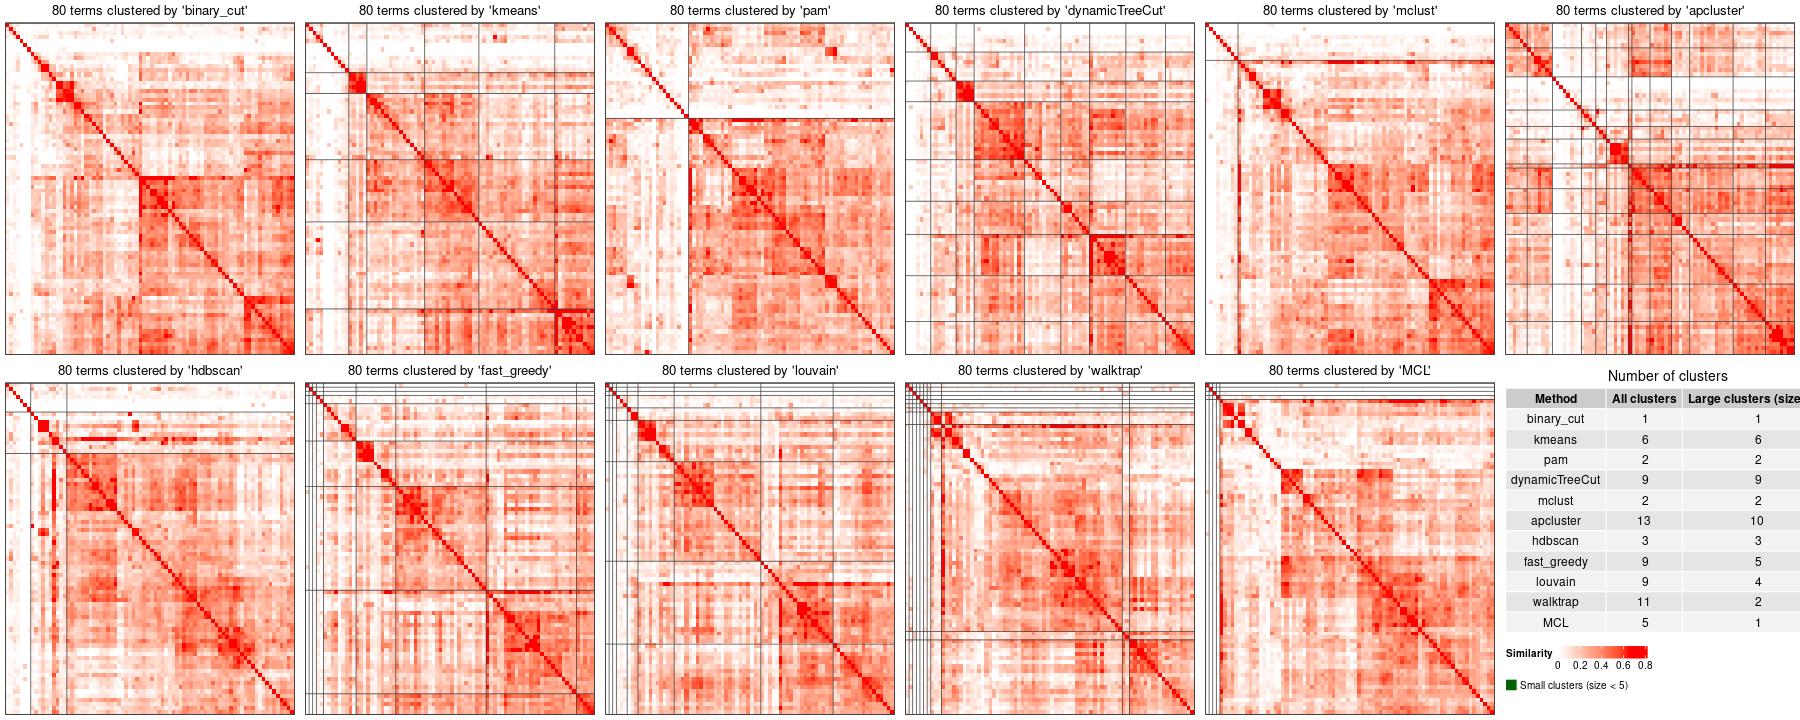 80 terms clustered by 'binary_cut'
80 terms clustered by 'kmeans'
80 terms clustered by 'pam'
80 terms clustered by 'dynamicTreeCut'
80 terms clustered by 'mclust'
80 terms clustered by 'apcluster'
80 terms clustered by 'hdbscan'
80 terms clustered by 'fast_greedy'
80 terms clustered by 'louvain'
80 terms clustered by 'walktrap'
80 terms clustered by 'MCL'
Number of clusters
Method All clusters Large clusters (size
binary_cut 1 1
kmeans 6 6
pam 2 2
dynamicTreeCut 9 9
mclust 2 2
apcluster 13 10
hdbscan 3 3
fast_greedy 9 5
louvain 9 4
walktrap 11 2
MCL 5 1
Similarity
0 0.2 0.4 0.6 0.8
Small clusters (size < 5)